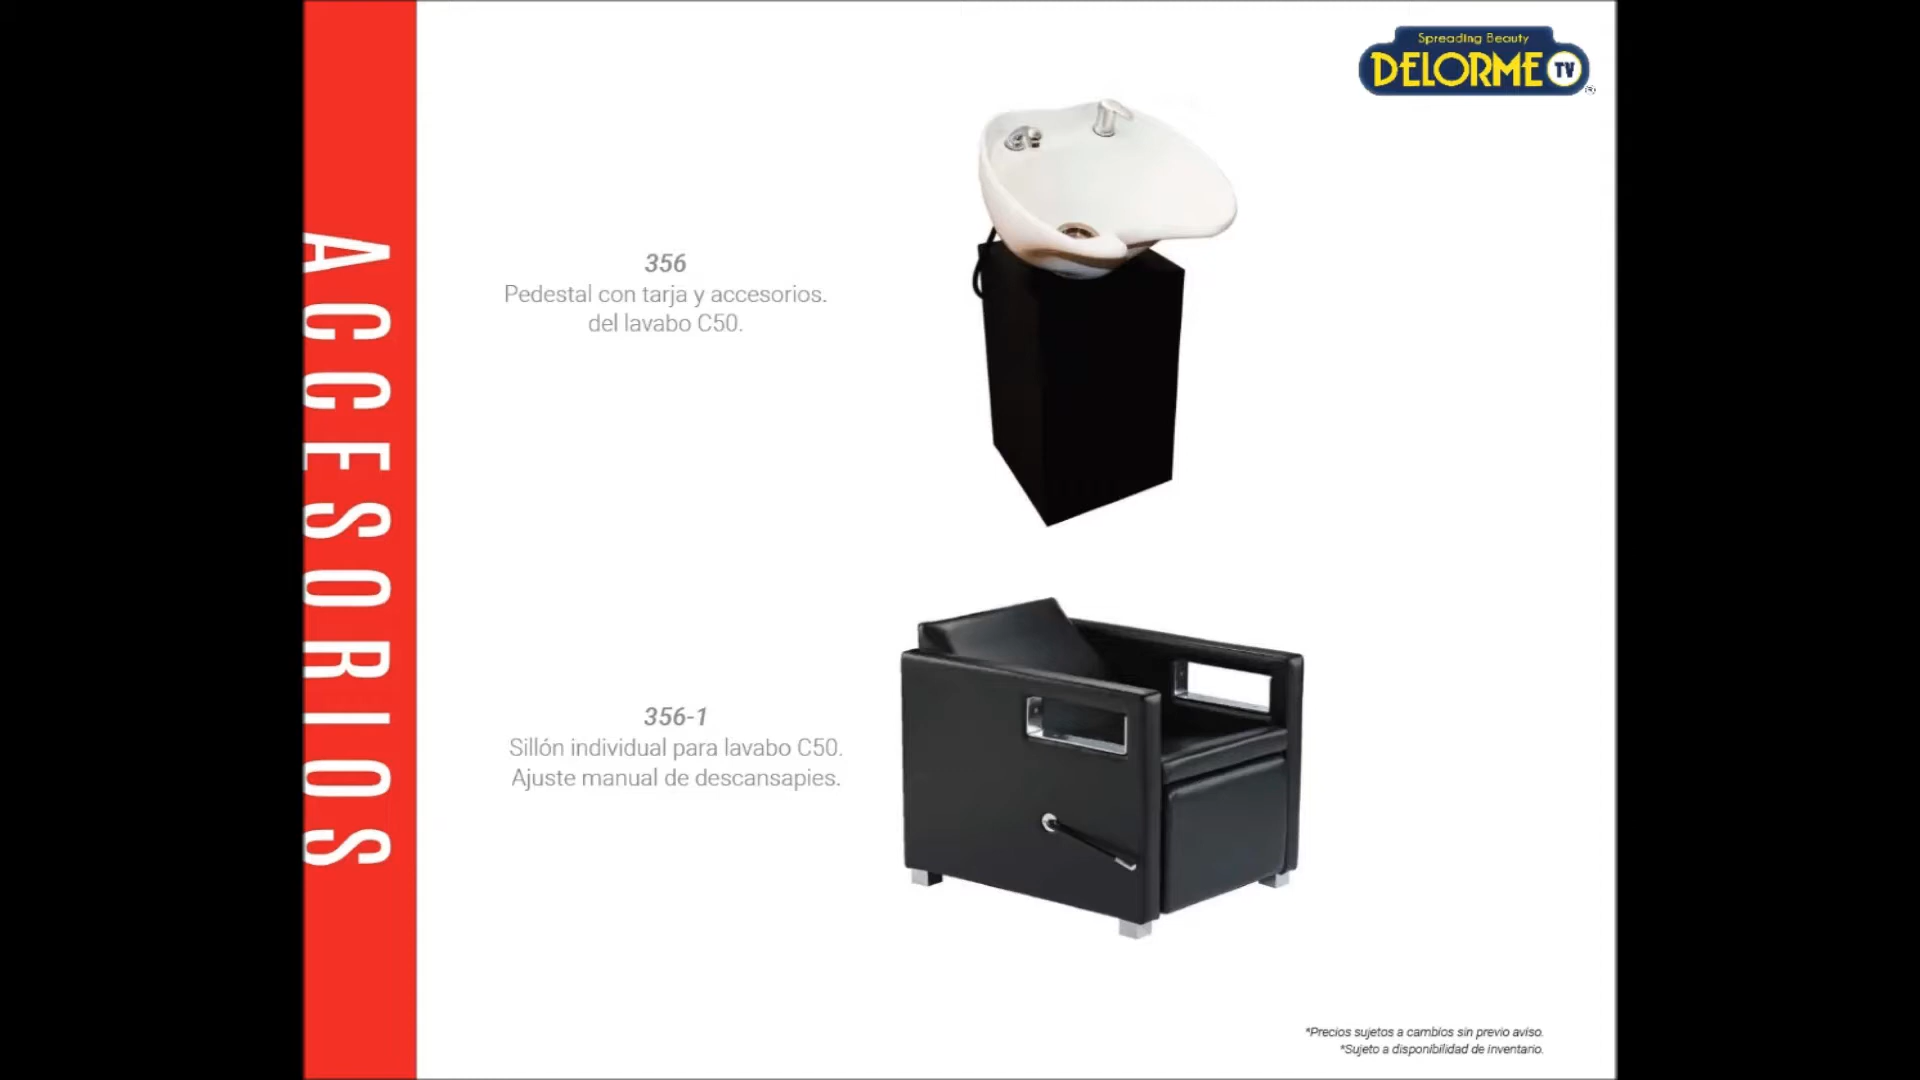 ACCESORIOS
Spreading Beauty
DELORME TV
®
356
Pedestal con tarja y accesorios.
del lavabo C50.
356-1
Sillón individual para lavabo C50.
Ajuste manual de descansapies.
*Precios sujetos a cambios sin previo aviso.
*Sujeto a disponibilidad de inventario.